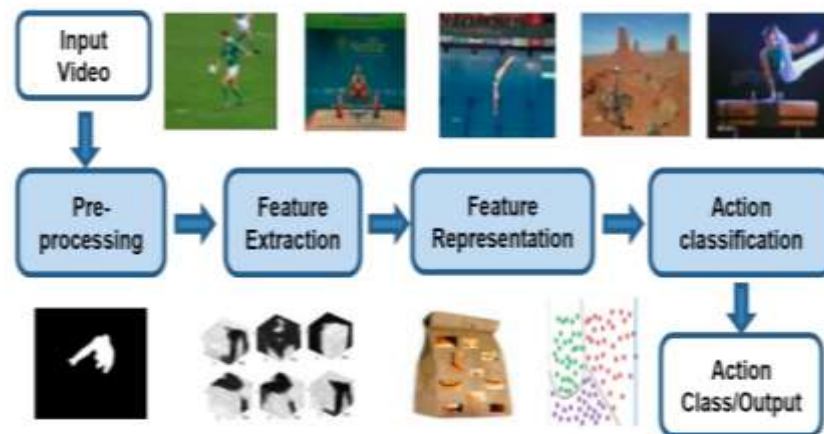 Input
Video
Pre-
processing
Feature
Extraction
Feature
Representation
Action
classification
Action
Class/Output